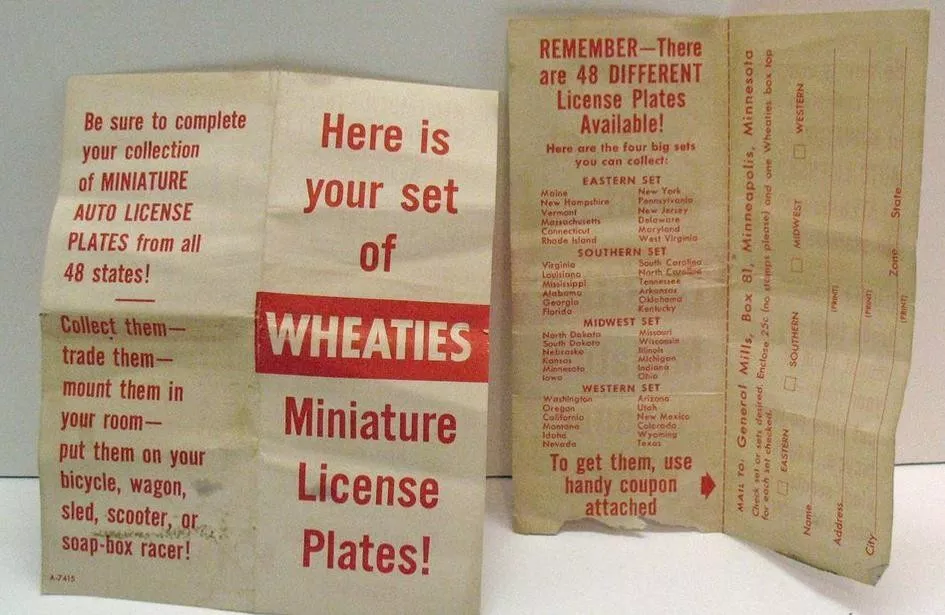 Be sure to complete
your collection
of MINIATURE
AUTO LICENSE
PLATES from all
48 states!
Collect them—
trade them—
mount them in
your room—
put them on your
bicycle, wagon,
sled, scooter, or
soap-box racer!
A-7415
Here is
your set
of
WHEATIES
Miniature
License
Plates!
REMEMBER—There
are 48 DIFFERENT
License Plates
Available!
Here are the four big sets
you can collect:
EASTERN SET
Maine New York
New Hampshire Pennsylvania
Vermont New Jersey
Massachusetts Delaware
Connecticut Maryland
Rhode Island West Virginia
SOUTHERN SET
Virginia South Carolina
Louisiana North Carolina
Mississippi Tennessee
Alabama Arkansas
Georgia Oklahoma
Florida Kentucky
MIDWEST SET
North Dakota Missouri
South Dakota Wisconsin
Nebraska Illinois
Kansas Michigan
Minnesota Indiana
Iowa Ohio
WESTERN SET
Washington Arizona
Oregon Utah
California New Mexico
Montana Colorado
Idaho Wyoming
Nevada Texas
To get them, use
handy coupon
attached
MAIL TO: General Mills, Box 81, Minneapolis, Minnesota
Check set or sets desired. Enclose 25c (no stamps please) and one Wheaties box top
for each set checked.
EASTERN SOUTHERN MIDWEST WESTERN
Name
(PRINT)
Address
(PRINT)
City Zone State
(PRINT)